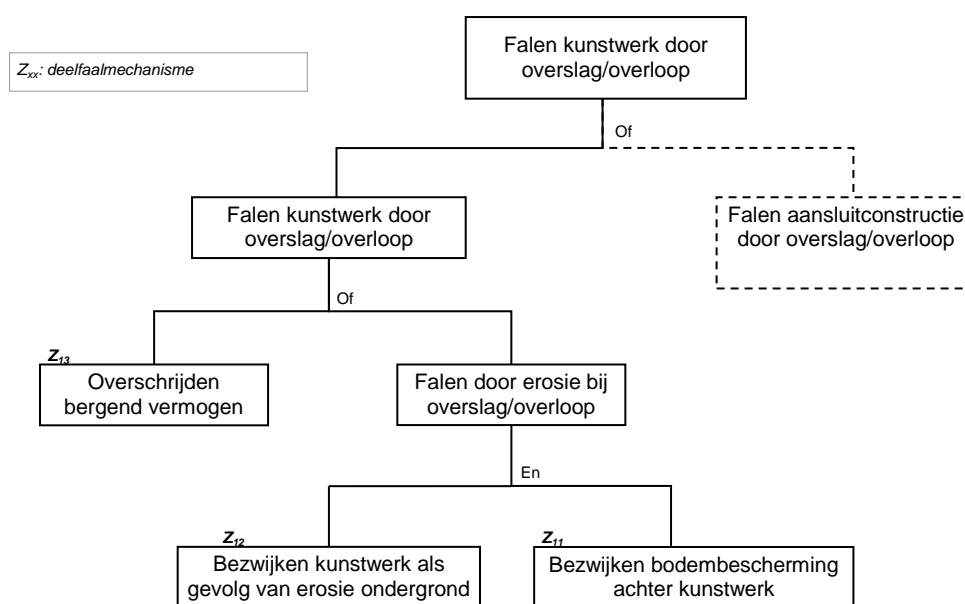 Falen kunstwerk door
overslag/overloop
Zxx: deelfaalmechanisme
Of
Falen kunstwerk door
overslag/overloop
Falen aansluitconstructie
door overslag/overloop
Of
Z13
Overschrijden
bergend vermogen
Falen door erosie bij
overslag/overloop
En
Z12
Bezwijken kunstwerk als
gevolg van erosie ondergrond
Z11
Bezwijken bodembescherming
achter kunstwerk